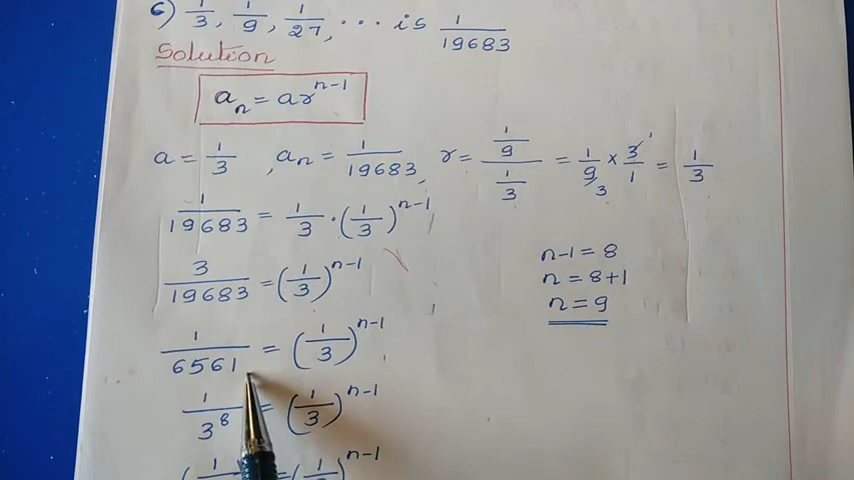 6) 1/3, 1/9, 1/27, ... is 1/19683
Solution
aₙ = arⁿ⁻¹
a = 1/3 , aₙ = 1/19683, r = (1/9)/(1/3) = 1/9 × 3/1 = 1/3
1/19683 = 1/3 · (1/3)ⁿ⁻¹
3/19683 = (1/3)ⁿ⁻¹
1/6561 = (1/3)ⁿ⁻¹
1/3⁸ = (1/3)ⁿ⁻¹
n-1 = 8
n = 8+1
n = 9